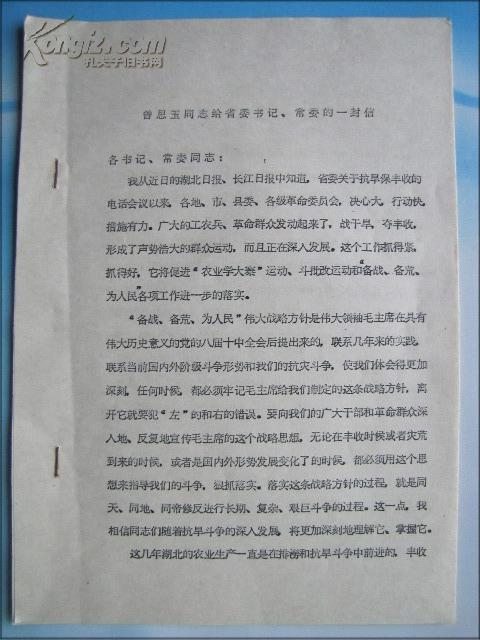 Kongfz.com
孔夫子旧书网
曾思玉同志给省委书记、常委的一封信
各书记、常委同志：
我从近日的湖北日报、长江日报中知道，省委关于抗旱保丰收的
电话会议以来，各地、市、县委、各级革命委员会，决心大，行动快，
措施有力。广大的工农兵、革命群众发动起来了，战干旱，夺丰收，
形成了声势浩大的群众运动，而且正在深入发展。这个工作抓得紧，
抓得好，它将促进“农业学大寨”运动、斗批改运动和“备战、备荒、
为人民”各项工作进一步的落实。
“备战、备荒、为人民”伟大战略方针是伟大领袖毛主席在具有
伟大历史意义的党的八届十中全会后提出来的，联系几年来的实践，
联系当前国内外阶级斗争形势和我们的抗灾斗争，使我们体会得更加
深刻，任何时候，都必须牢记毛主席给我们制定的这条战略方针，离
开它就要犯“左”的和右的错误。要向我们的广大干部和革命群众深
入地、反复地宣传毛主席的这个战略思想，无论在丰收时候或者灾荒
到来的时候，或者是国内外形势发展变化了的时候，都必须用这个思
想来指导我们的斗争，狠抓落实。落实这条战略方针的过程，就是同
天、同地、同帝修反进行长期、复杂、艰巨斗争的过程。这一点，我
相信同志们随着抗旱斗争的深入发展，将更加深刻地理解它、掌握它。
这几年湖北的农业生产一直是在排涝和抗旱斗争中前进的，丰收